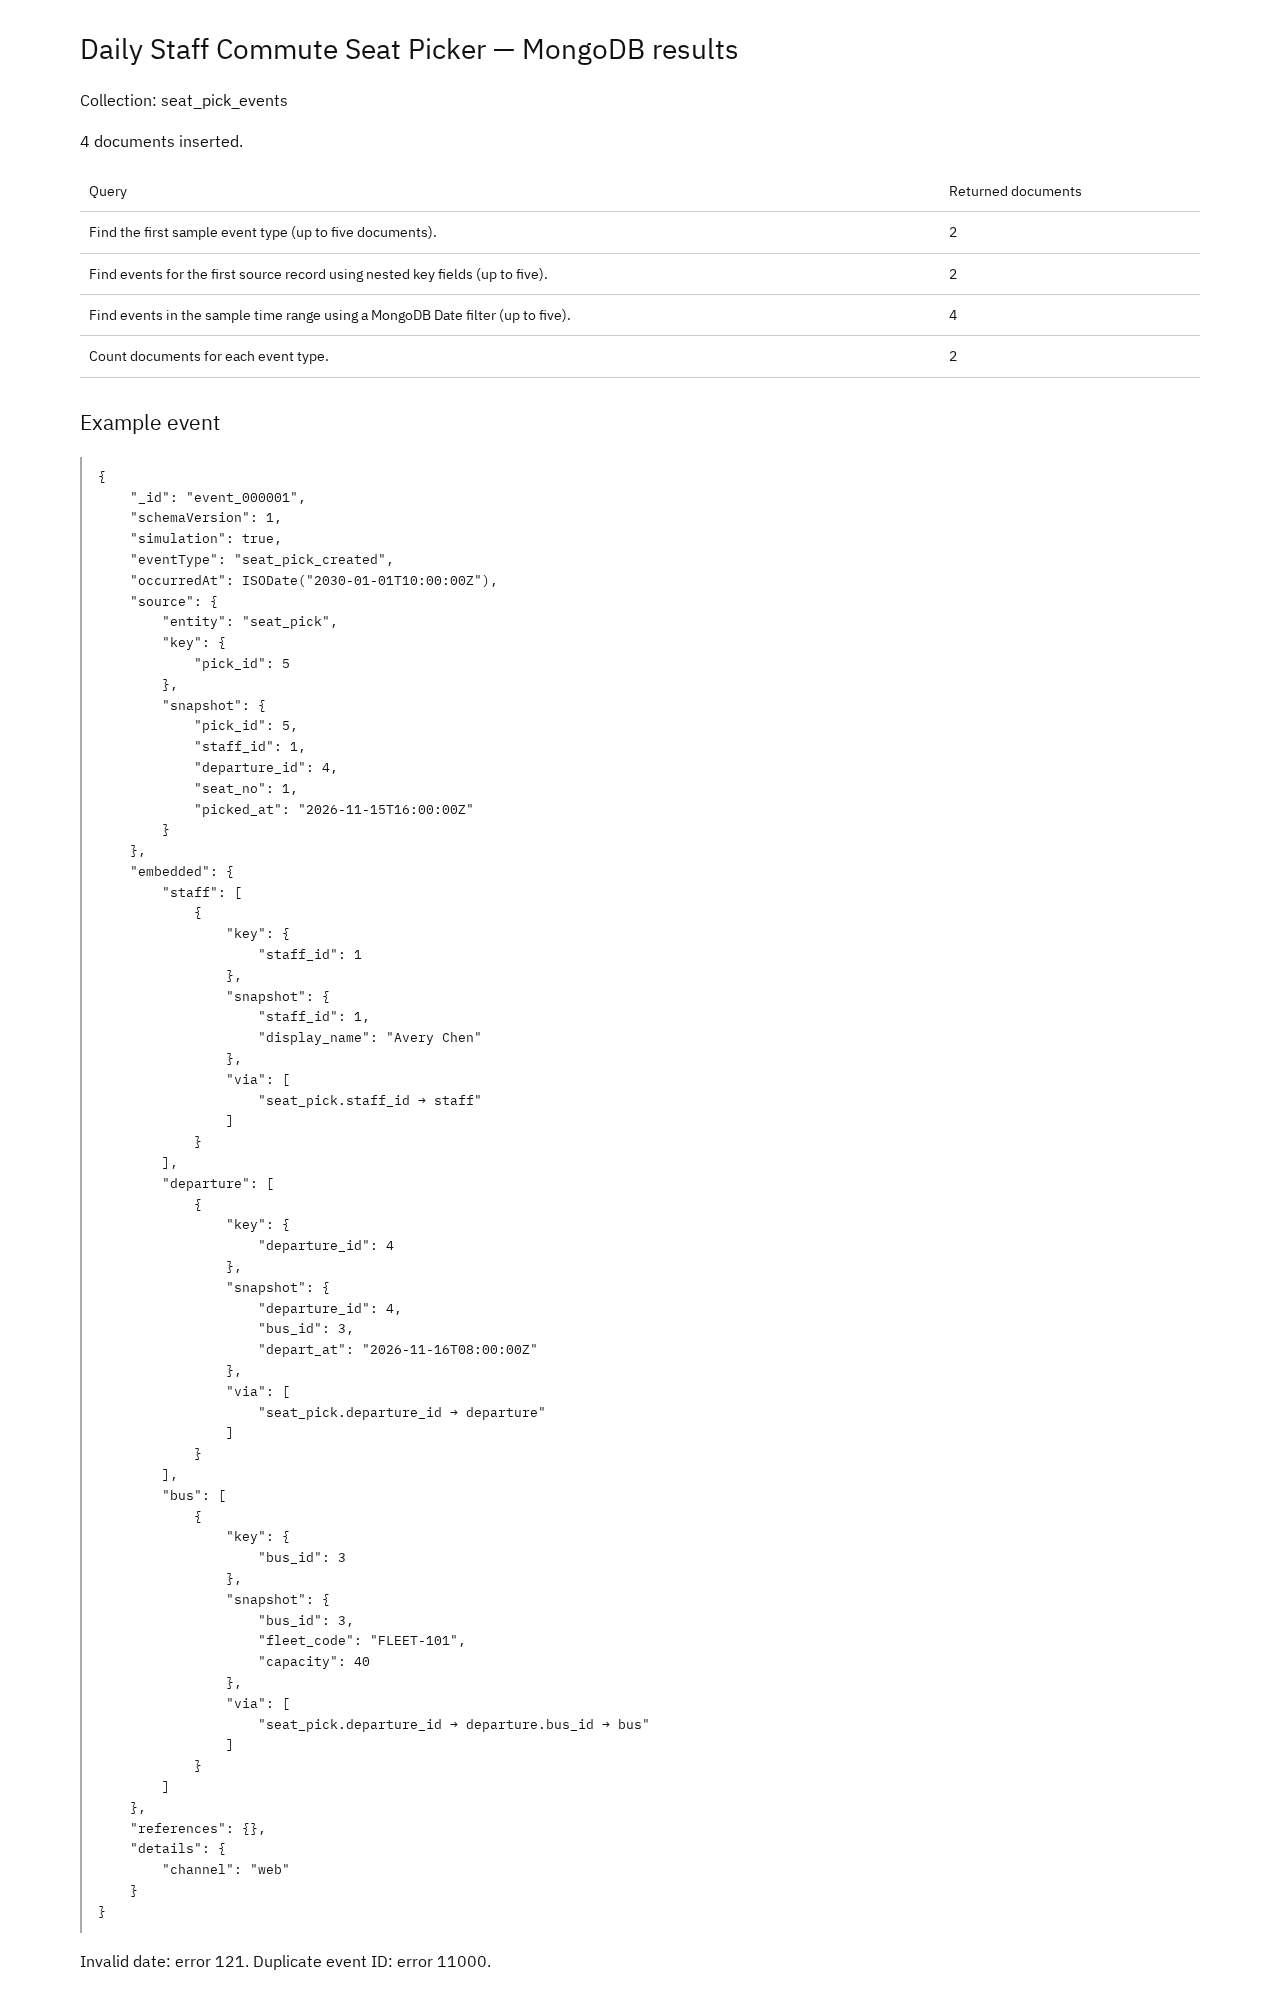 Daily Staff Commute Seat Picker — MongoDB results
Collection: seat_pick_events
4 documents inserted.
Query Returned documents
Find the first sample event type (up to five documents). 2
Find events for the first source record using nested key fields (up to five). 2
Find events in the sample time range using a MongoDB Date filter (up to five). 4
Count documents for each event type. 2
Example event
{
    "_id": "event_000001",
    "schemaVersion": 1,
    "simulation": true,
    "eventType": "seat_pick_created",
    "occurredAt": ISODate("2030-01-01T10:00:00Z"),
    "source": {
        "entity": "seat_pick",
        "key": {
            "pick_id": 5
        },
        "snapshot": {
            "pick_id": 5,
            "staff_id": 1,
            "departure_id": 4,
            "seat_no": 1,
            "picked_at": "2026-11-15T16:00:00Z"
        }
    },
    "embedded": {
        "staff": [
            {
                "key": {
                    "staff_id": 1
                },
                "snapshot": {
                    "staff_id": 1,
                    "display_name": "Avery Chen"
                },
                "via": [
                    "seat_pick.staff_id → staff"
                ]
            }
        ],
        "departure": [
            {
                "key": {
                    "departure_id": 4
                },
                "snapshot": {
                    "departure_id": 4,
                    "bus_id": 3,
                    "depart_at": "2026-11-16T08:00:00Z"
                },
                "via": [
                    "seat_pick.departure_id → departure"
                ]
            }
        ],
        "bus": [
            {
                "key": {
                    "bus_id": 3
                },
                "snapshot": {
                    "bus_id": 3,
                    "fleet_code": "FLEET-101",
                    "capacity": 40
                },
                "via": [
                    "seat_pick.departure_id → departure.bus_id → bus"
                ]
            }
        ]
    },
    "references": {},
    "details": {
        "channel": "web"
    }
}
Invalid date: error 121. Duplicate event ID: error 11000.